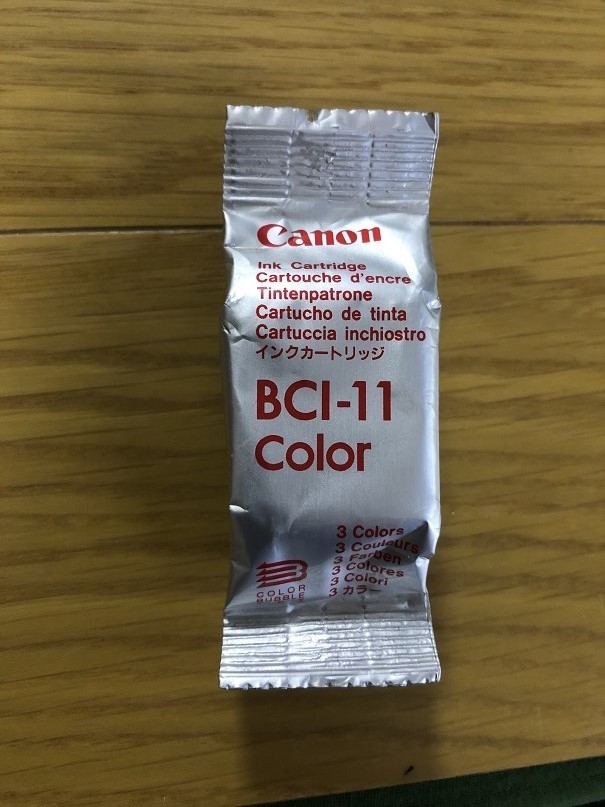 Canon
Ink Cartridge
Cartouche d'encre
Tintenpatrone
Cartucho de tinta
Cartuccia inchiostro
インクカートリッジ
BCI-11
Color
3 Colors
3 Couleurs
3 Farben
3 Colores
3 Colori
3 カラー
COLOR
BUBBLE